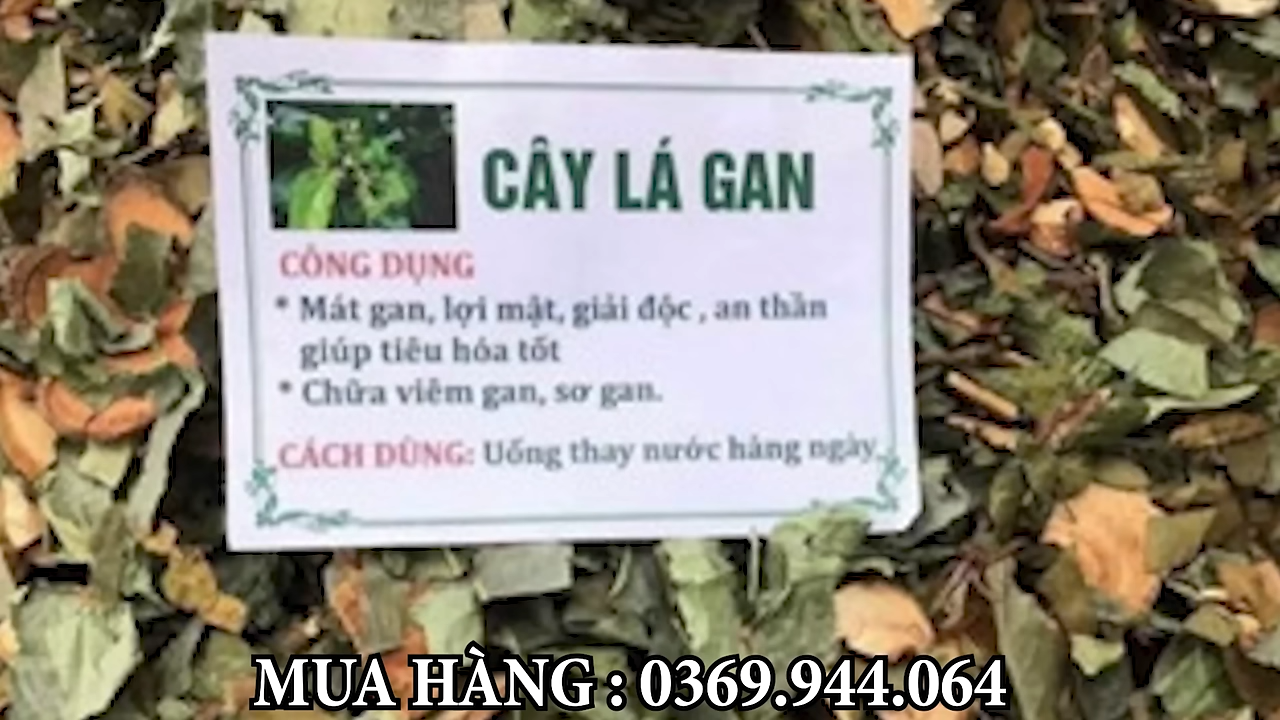 CÂY LÁ GAN
CÔNG DỤNG
* Mát gan, lợi mật, giải độc , an thần
giúp tiêu hóa tốt
* Chữa viêm gan, sơ gan.
CÁCH DÙNG: Uống thay nước hàng ngày.
MUA HÀNG : 0369.944.064